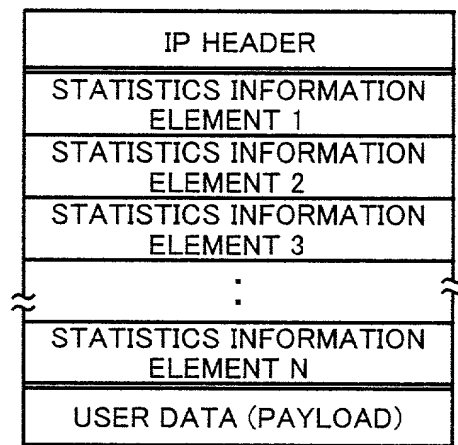 IP HEADER
STATISTICS INFORMATION
ELEMENT 1
STATISTICS INFORMATION
ELEMENT 2
STATISTICS INFORMATION
ELEMENT 3
:
STATISTICS INFORMATION
ELEMENT N
USER DATA (PAYLOAD)